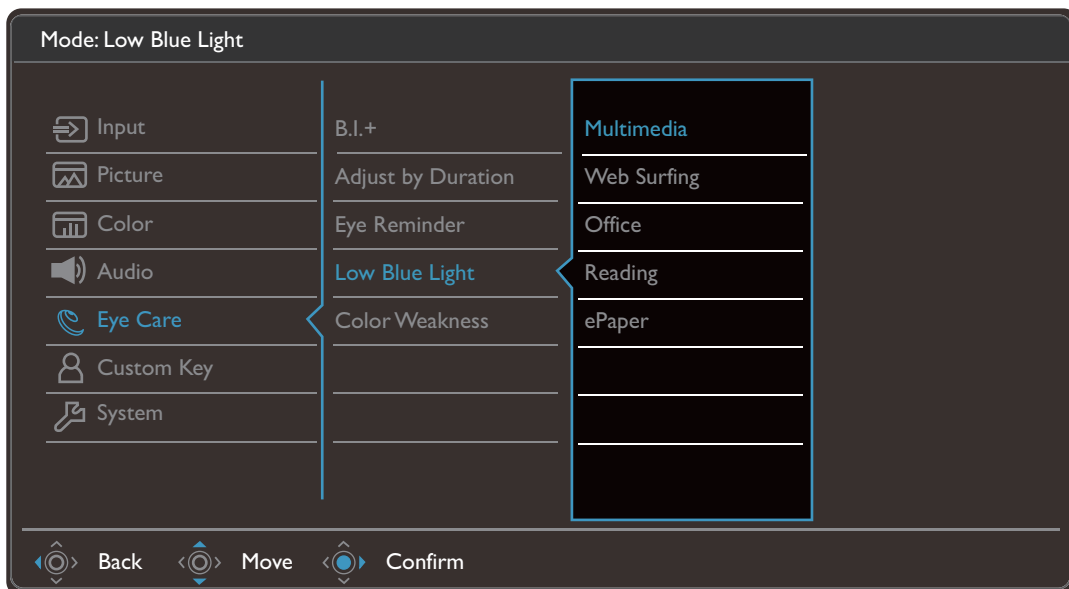 Mode: Low Blue Light
Input
Picture
Color
Audio
Eye Care
Custom Key
System
B.I.+
Adjust by Duration
Eye Reminder
Low Blue Light
Color Weakness
Multimedia
Web Surfing
Office
Reading
ePaper
Back Move Confirm